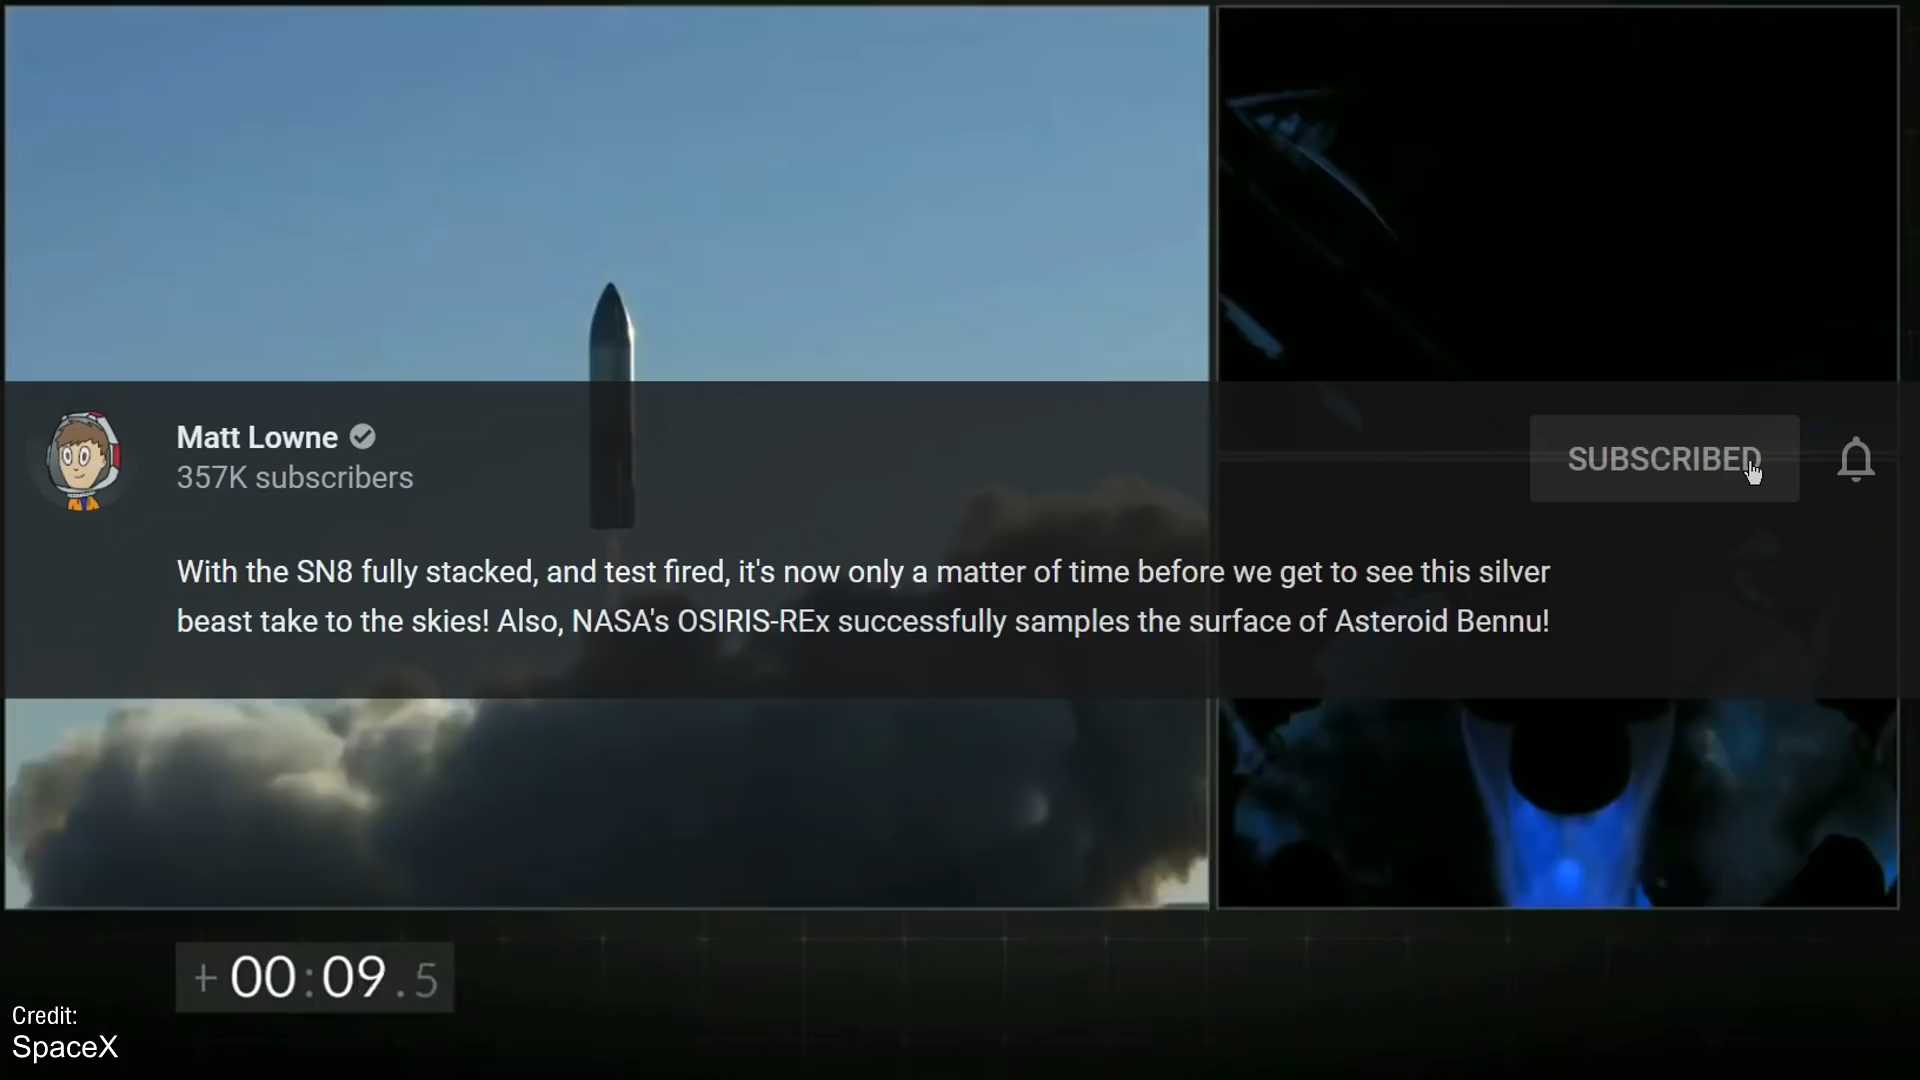 Matt Lowne
357K subscribers
SUBSCRIBED
With the SN8 fully stacked, and test fired, it's now only a matter of time before we get to see this silver
beast take to the skies! Also, NASA's OSIRIS-REx successfully samples the surface of Asteroid Bennu!
+ 00:09.5
Credit:
SpaceX